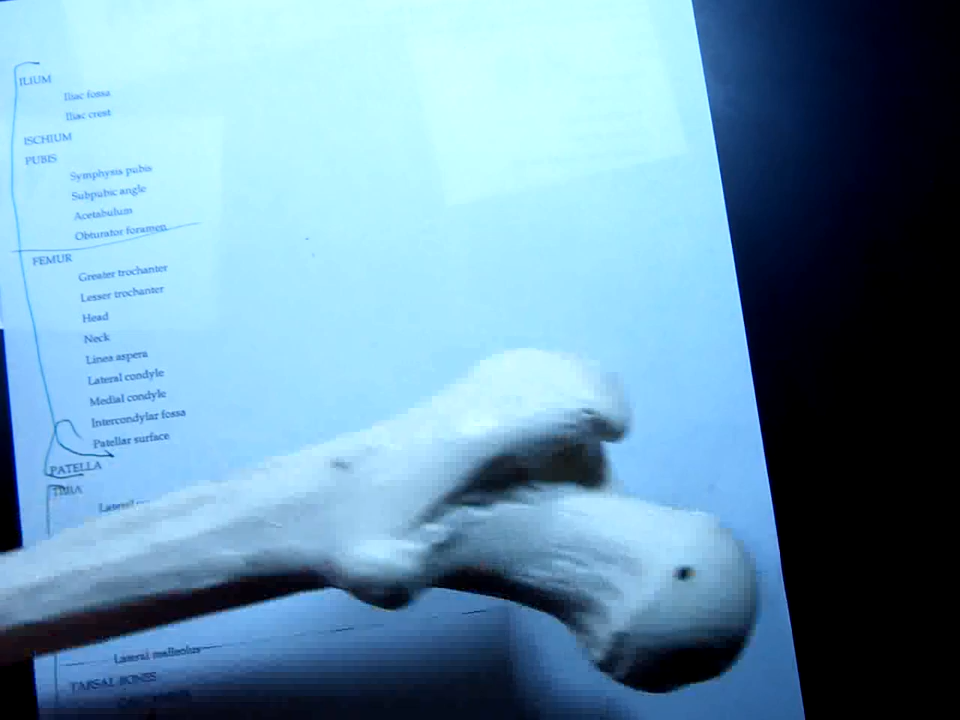 ILIUM
Iliac fossa
Iliac crest
ISCHIUM
PUBIS
Symphysis pubis
Subpubic angle
Acetabulum
Obturator foramen
FEMUR
Greater trochanter
Lesser trochanter
Head
Neck
Linea aspera
Lateral condyle
Medial condyle
Intercondylar fossa
Patellar surface
PATELLA
TIBIA
Lateral
Lateral malleolus
TARSAL BONES